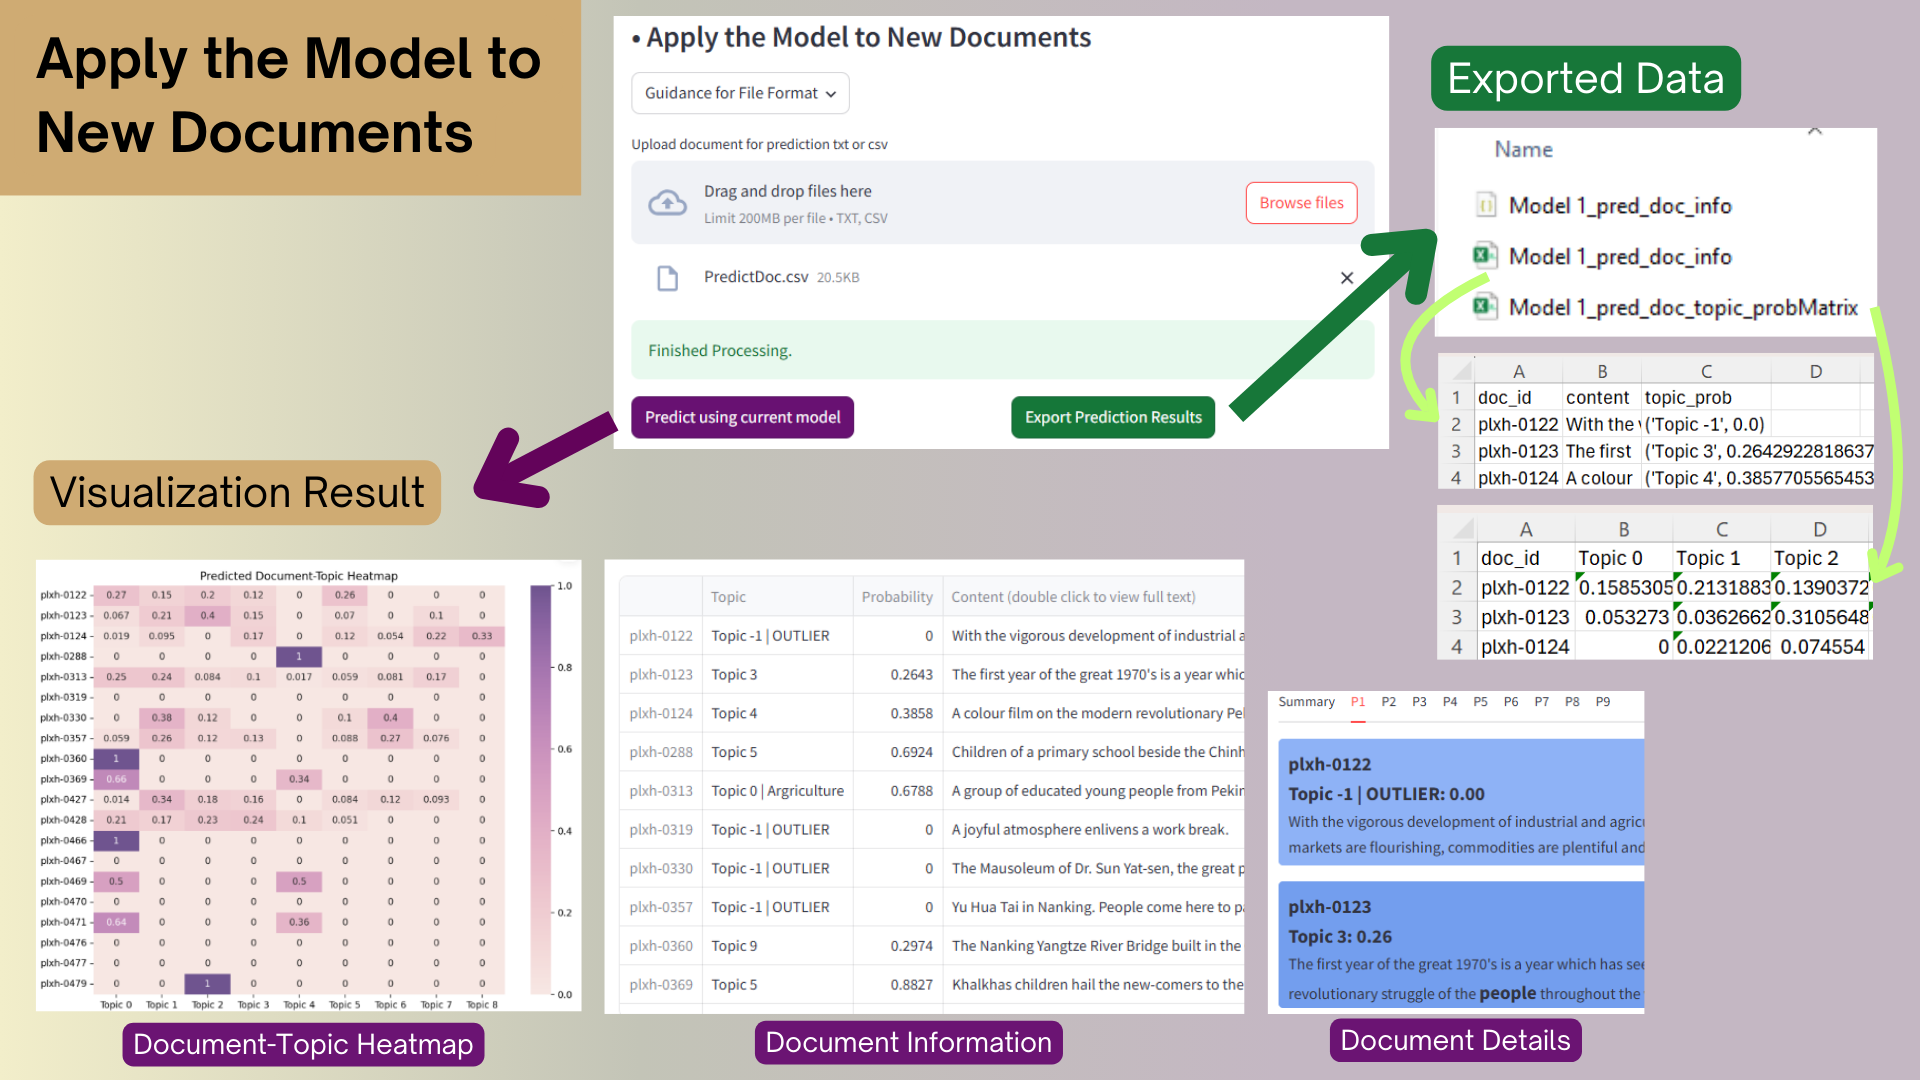 Apply the Model to
New Documents
• Apply the Model to New Documents
Guidance for File Format
Upload document for prediction txt or csv
Drag and drop files here
Limit 200MB per file • TXT, CSV
Browse files
PredictDoc.csv 20.5KB
Finished Processing.
Predict using current model
Export Prediction Results
Exported Data
Name
Model 1_pred_doc_info
Model 1_pred_doc_info
Model 1_pred_doc_topic_probMatrix
A B C D
1 doc_id content topic_prob
2 plxh-0122 With the ('Topic -1', 0.0)
3 plxh-0123 The first ('Topic 3', 0.2642922818637
4 plxh-0124 A colour ('Topic 4', 0.3857705565453
A B C D
1 doc_id Topic 0 Topic 1 Topic 2
2 plxh-0122 0.1585305 0.2131883 0.1390372
3 plxh-0123 0.053273 0.0362662 0.3105648
4 plxh-0124 0 0.0221206 0.074554
Visualization Result
Predicted Document-Topic Heatmap
plxh-0122 0.27 0.15 0.2 0.12 0 0.26 0 0 0
plxh-0123 0.067 0.21 0.4 0.15 0 0.07 0 0.1 0
plxh-0124 0.019 0.095 0 0.17 0 0.12 0.054 0.22 0.33
plxh-0288 0 0 0 0 1 0 0 0 0
plxh-0313 0.25 0.24 0.084 0.1 0.017 0.059 0.081 0.17 0
plxh-0319 0 0 0 0 0 0 0 0 0
plxh-0330 0 0.38 0.12 0 0 0.1 0.4 0 0
plxh-0357 0.059 0.26 0.12 0.13 0 0.088 0.27 0.076 0
plxh-0360 1 0 0 0 0 0 0 0 0
plxh-0369 0.66 0 0 0 0.34 0 0 0 0
plxh-0427 0.014 0.34 0.18 0.16 0 0.084 0.12 0.093 0
plxh-0428 0.21 0.17 0.23 0.24 0.1 0.051 0 0 0
plxh-0466 1 0 0 0 0 0 0 0 0
plxh-0467 0 0 0 0 0 0 0 0 0
plxh-0469 0.5 0 0 0 0.5 0 0 0 0
plxh-0470 0 0 0 0 0 0 0 0 0
plxh-0471 0.64 0 0 0 0.36 0 0 0 0
plxh-0476 0 0 0 0 0 0 0 0 0
plxh-0477 0 0 0 0 0 0 0 0 0
plxh-0479 0 0 1 0 0 0 0 0 0
Topic 0 Topic 1 Topic 2 Topic 3 Topic 4 Topic 5 Topic 6 Topic 7 Topic 8
1.0
0.8
0.6
0.4
0.2
0.0
Document-Topic Heatmap
Topic Probability Content (double click to view full text)
plxh-0122 Topic -1 | OUTLIER 0 With the vigorous development of industrial a
plxh-0123 Topic 3 0.2643 The first year of the great 1970's is a year whic
plxh-0124 Topic 4 0.3858 A colour film on the modern revolutionary Pe
plxh-0288 Topic 5 0.6924 Children of a primary school beside the Chinh
plxh-0313 Topic 0 | Argriculture 0.6788 A group of educated young people from Pekin
plxh-0319 Topic -1 | OUTLIER 0 A joyful atmosphere enlivens a work break.
plxh-0330 Topic -1 | OUTLIER 0 The Mausoleum of Dr. Sun Yat-sen, the great p
plxh-0357 Topic -1 | OUTLIER 0 Yu Hua Tai in Nanking. People come here to p
plxh-0360 Topic 9 0.2974 The Nanking Yangtze River Bridge built in the
plxh-0369 Topic 5 0.8827 Khalkhas children hail the new-comers to the
Document Information
Summary P1 P2 P3 P4 P5 P6 P7 P8 P9
plxh-0122
Topic -1 | OUTLIER: 0.00
With the vigorous development of industrial and agric
markets are flourishing, commodities are plentiful and
plxh-0123
Topic 3: 0.26
The first year of the great 1970's is a year which has see
revolutionary struggle of the people throughout the
Document Details